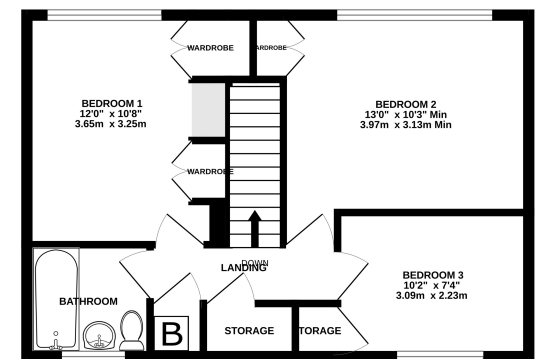 WARDROBE
ARDROBE
BEDROOM 1
12'0" x 10'8"
3.65m x 3.25m
BEDROOM 2
13'0" x 10'3" Min
3.97m x 3.13m Min
WARDROBE
DOWN
LANDING
BEDROOM 3
10'2" x 7'4"
3.09m x 2.23m
BATHROOM
B
STORAGE
TORAGE